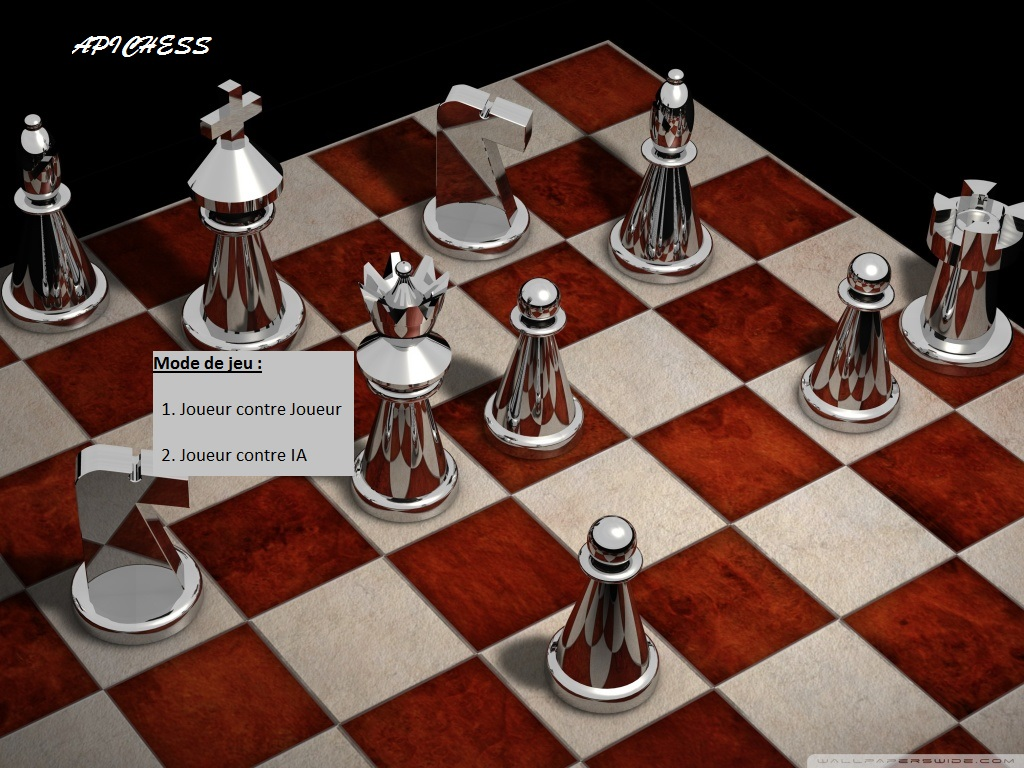 APICHESS
Mode de jeu :
1. Joueur contre Joueur
2. Joueur contre IA
WALLPAPERSWIDE.COM